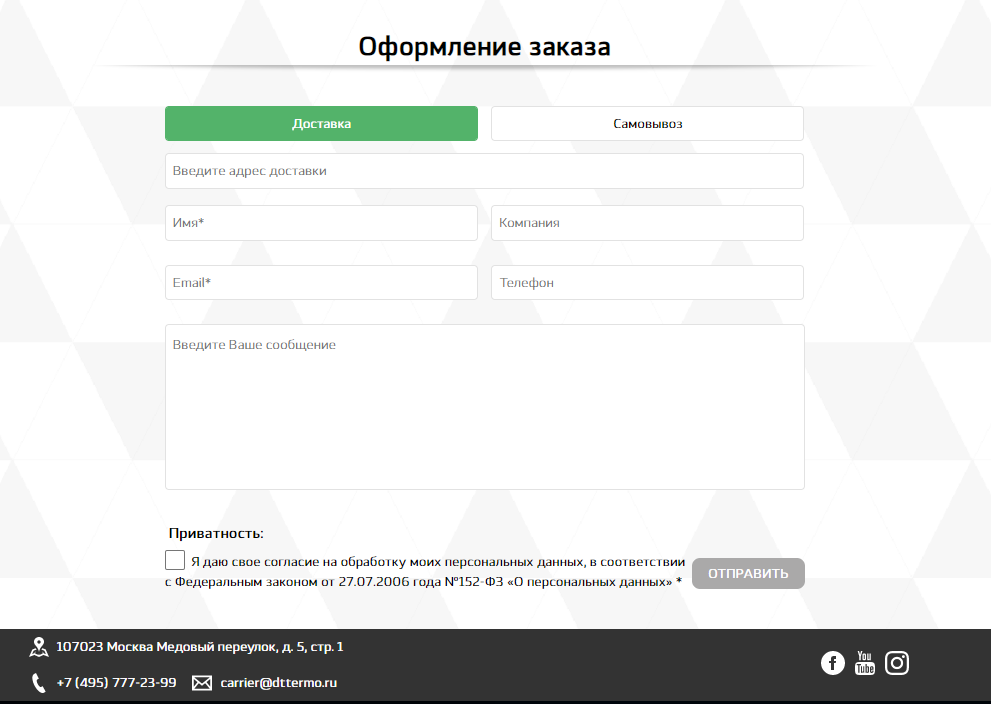 Оформление заказа
Доставка
Самовывоз
Введите адрес доставки
Имя*
Компания
Email*
Телефон
Введите Ваше сообщение
Приватность:
Я даю свое согласие на обработку моих персональных данных, в соответствии
с Федеральным законом от 27.07.2006 года №152-ФЗ «О персональных данных» *
ОТПРАВИТЬ
107023 Москва Медовый переулок, д. 5, стр. 1
+7 (495) 777-23-99
carrier@dttermo.ru
f
You
Tube